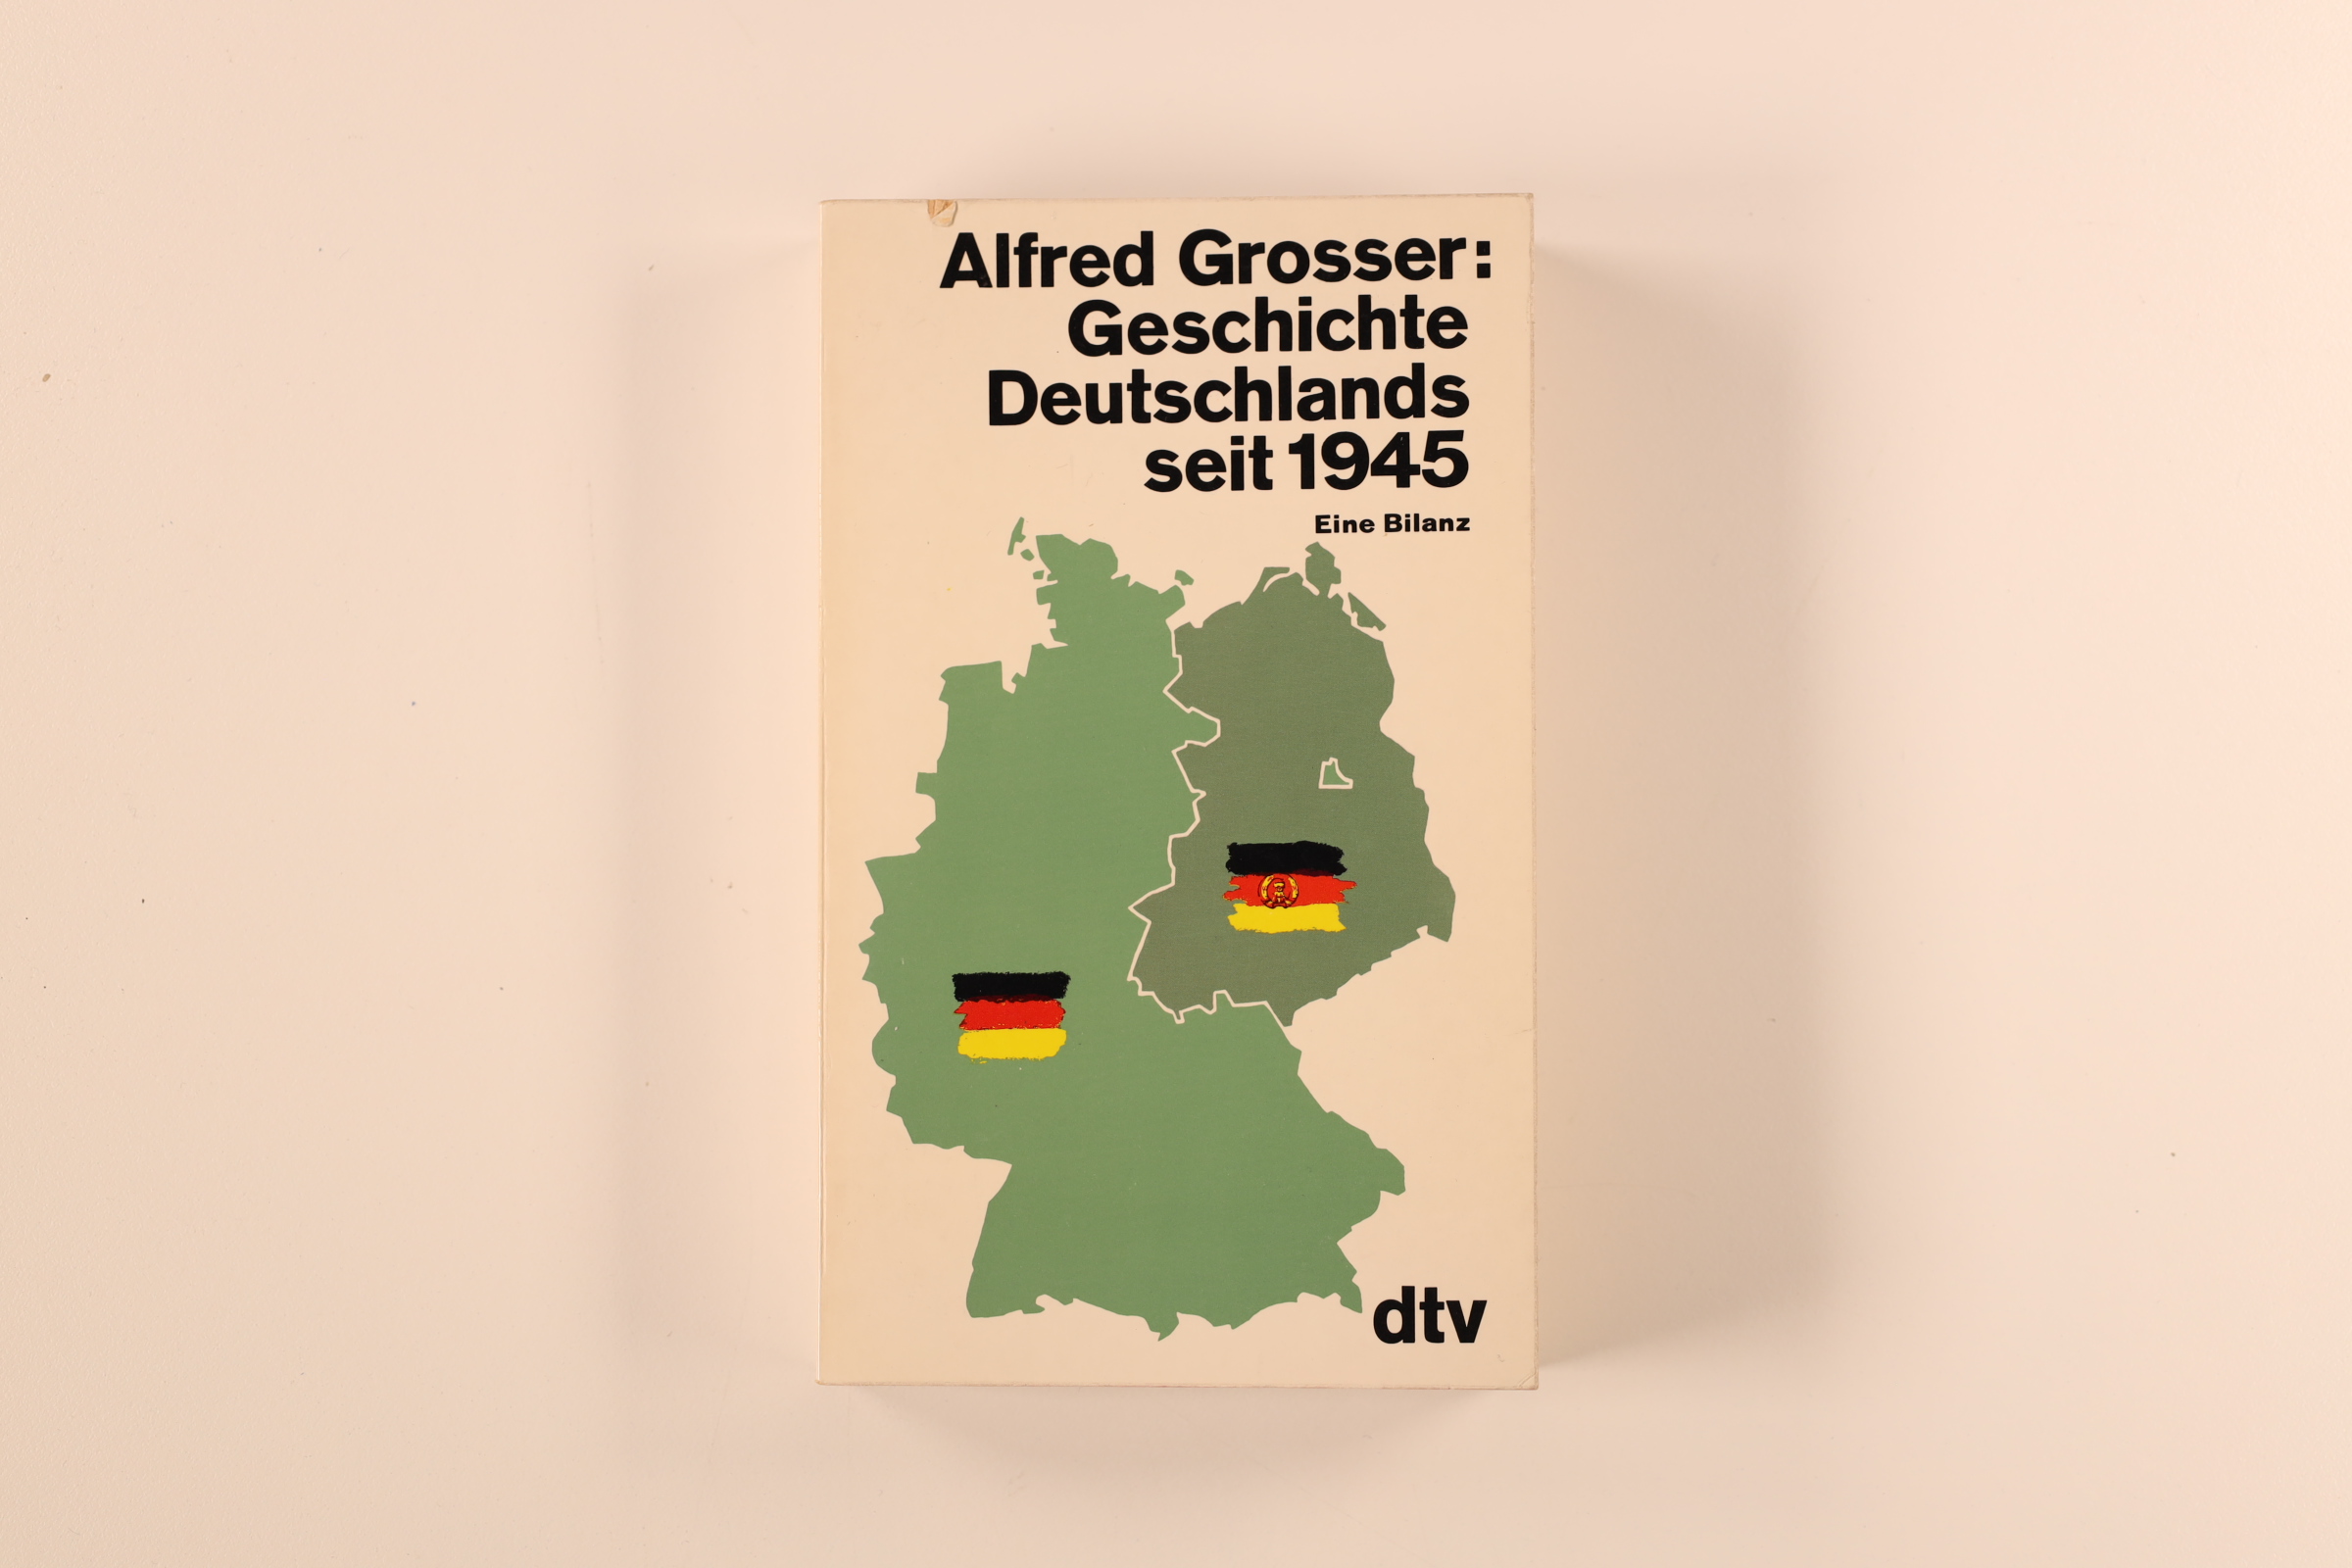 Alfred Grosser:
Geschichte
Deutschlands
seit 1945
Eine Bilanz
dtv